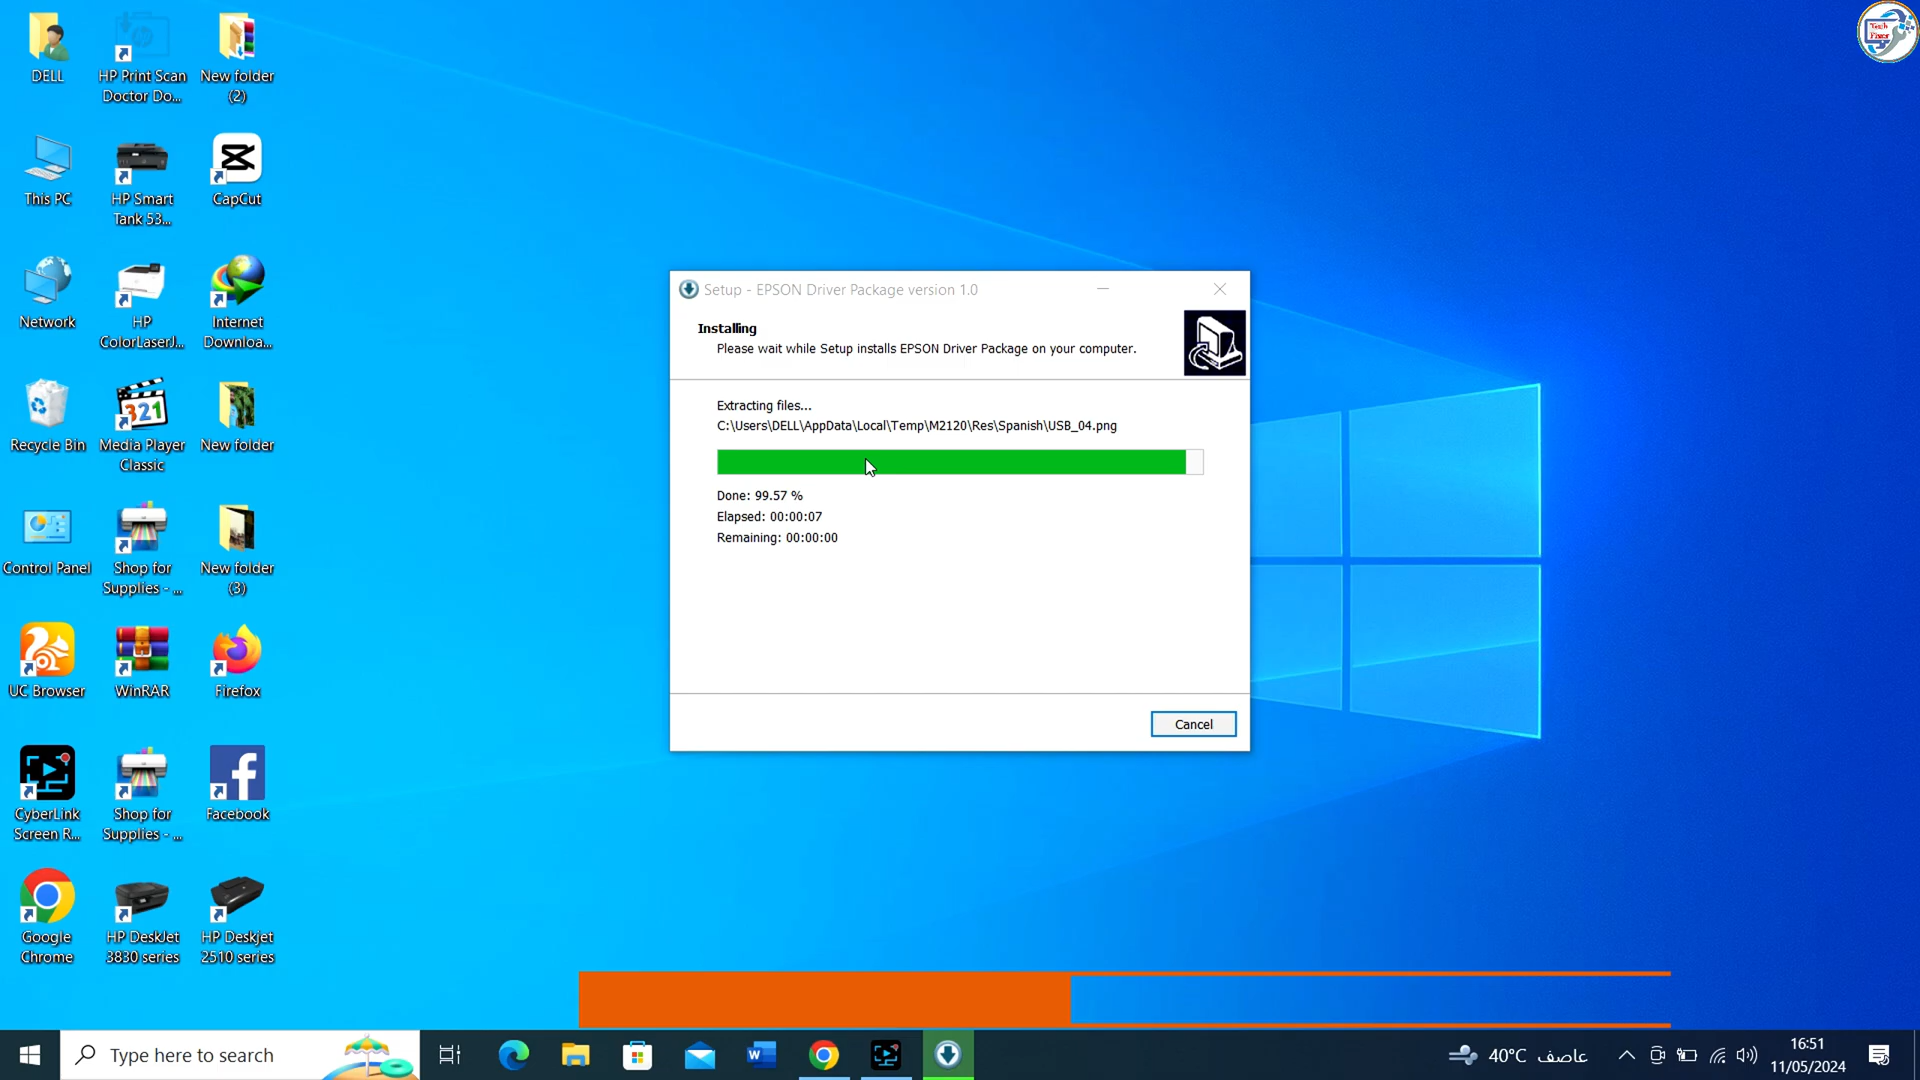 DELL
HP Print Scan
Doctor Do...
New folder
(2)
Tech
Fixer
This PC
HP Smart
Tank 53...
CapCut
Network
HP
ColorLaserJ...
Internet
Downloa...
Recycle Bin
321
Media Player
Classic
New folder
Control Panel
Shop for
Supplies - ...
New folder
(3)
UC Browser
WinRAR
Firefox
CyberLink
Screen R...
Shop for
Supplies - ...
Facebook
Google
Chrome
HP DeskJet
3830 series
HP Deskjet
2510 series
Setup - EPSON Driver Package version 1.0
Installing
Please wait while Setup installs EPSON Driver Package on your computer.
Extracting files...
C:\Users\DELL\AppData\Local\Temp\M2120\Res\Spanish\USB_04.png
Done: 99.57 %
Elapsed: 00:00:07
Remaining: 00:00:00
Cancel
Type here to search
40°C عاصف
16:51
11/05/2024